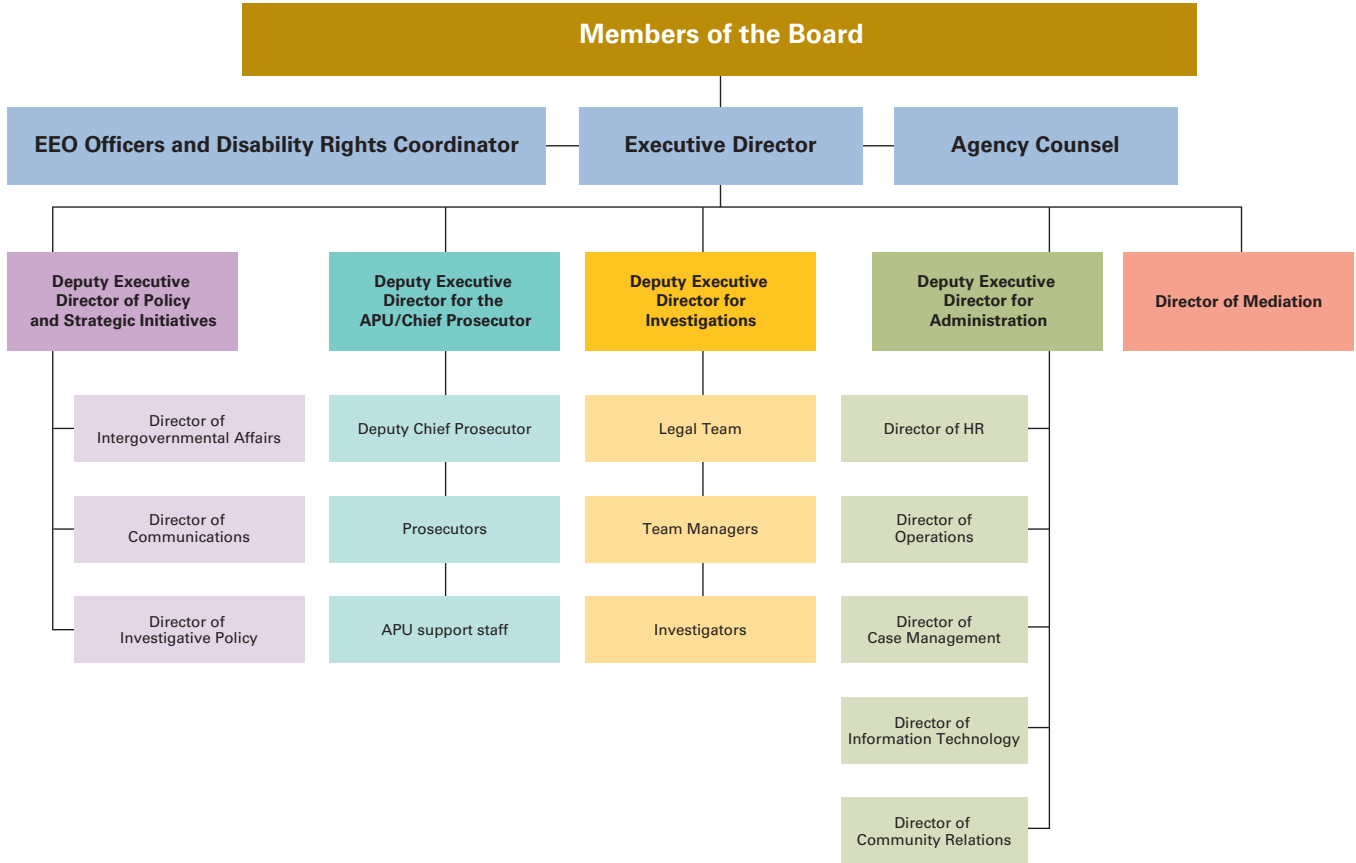 Members of the Board
EEO Officers and Disability Rights Coordinator
Executive Director
Agency Counsel
Deputy Executive
Director of Policy
and Strategic Initiatives
Deputy Executive
Director for the
APU/Chief Prosecutor
Deputy Executive
Director for
Investigations
Deputy Executive
Director for
Administration
Director of Mediation
Director of
Intergovernmental Affairs
Deputy Chief Prosecutor
Legal Team
Director of HR
Director of
Communications
Prosecutors
Team Managers
Director of
Operations
Director of
Investigative Policy
APU support staff
Investigators
Director of
Case Management
Director of
Information Technology
Director of
Community Relations